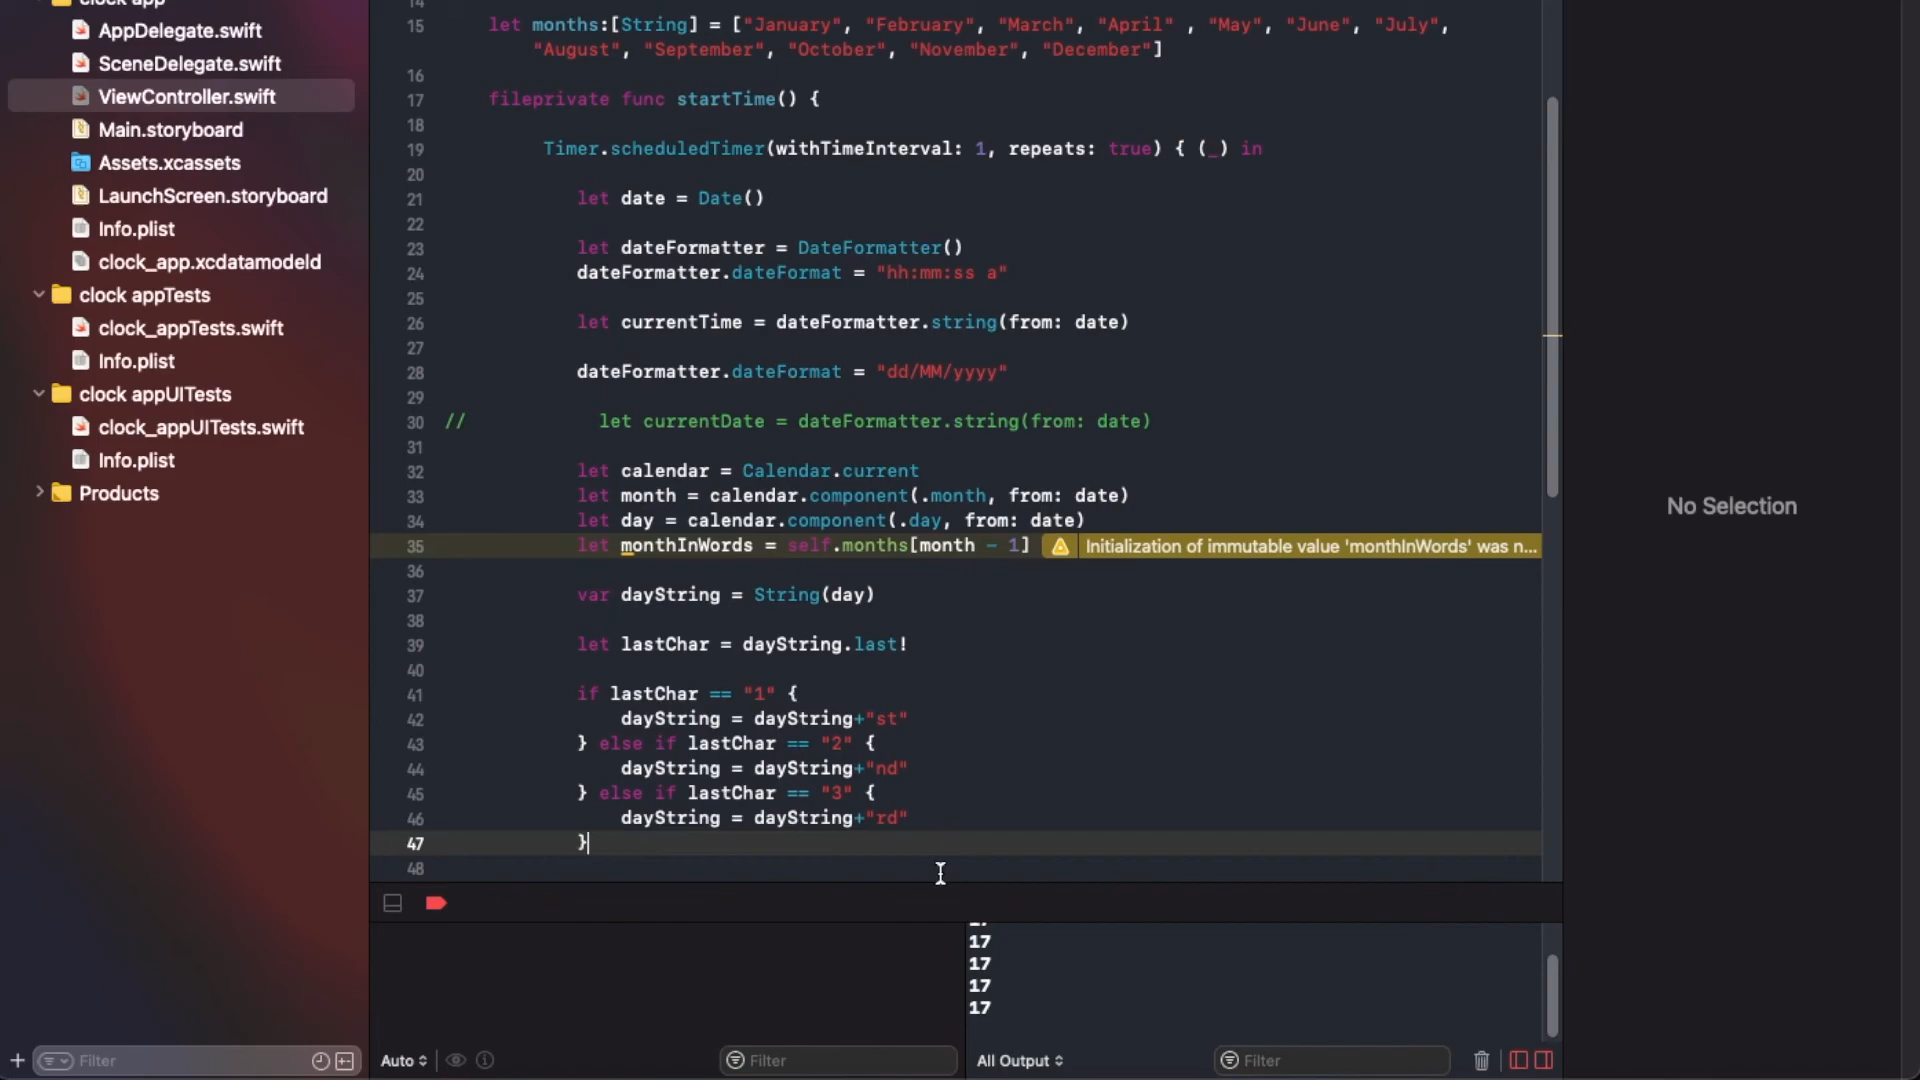 clock app
AppDelegate.swift
SceneDelegate.swift
ViewController.swift
Main.storyboard
Assets.xcassets
LaunchScreen.storyboard
Info.plist
clock_app.xcdatamodeld
clock appTests
clock_appTests.swift
Info.plist
clock appUITests
clock_appUITests.swift
Info.plist
Products
Filter
14
15 let months:[String] = ["January", "February", "March", "April" , "May", "June", "July",
"August", "September", "October", "November", "December"]
16
17 fileprivate func startTime() {
18
19 Timer.scheduledTimer(withTimeInterval: 1, repeats: true) { (_) in
20
21 let date = Date()
22
23 let dateFormatter = DateFormatter()
24 dateFormatter.dateFormat = "hh:mm:ss a"
25
26 let currentTime = dateFormatter.string(from: date)
27
28 dateFormatter.dateFormat = "dd/MM/yyyy"
29
30 // let currentDate = dateFormatter.string(from: date)
31
32 let calendar = Calendar.current
33 let month = calendar.component(.month, from: date)
34 let day = calendar.component(.day, from: date)
35 let monthInWords = self.months[month - 1] Initialization of immutable value 'monthInWords' was n...
36
37 var dayString = String(day)
38
39 let lastChar = dayString.last!
40
41 if lastChar == "1" {
42 dayString = dayString+"st"
43 } else if lastChar == "2" {
44 dayString = dayString+"nd"
45 } else if lastChar == "3" {
46 dayString = dayString+"rd"
47 }
48
17
17
17
17
17
Auto
Filter
All Output
Filter
No Selection